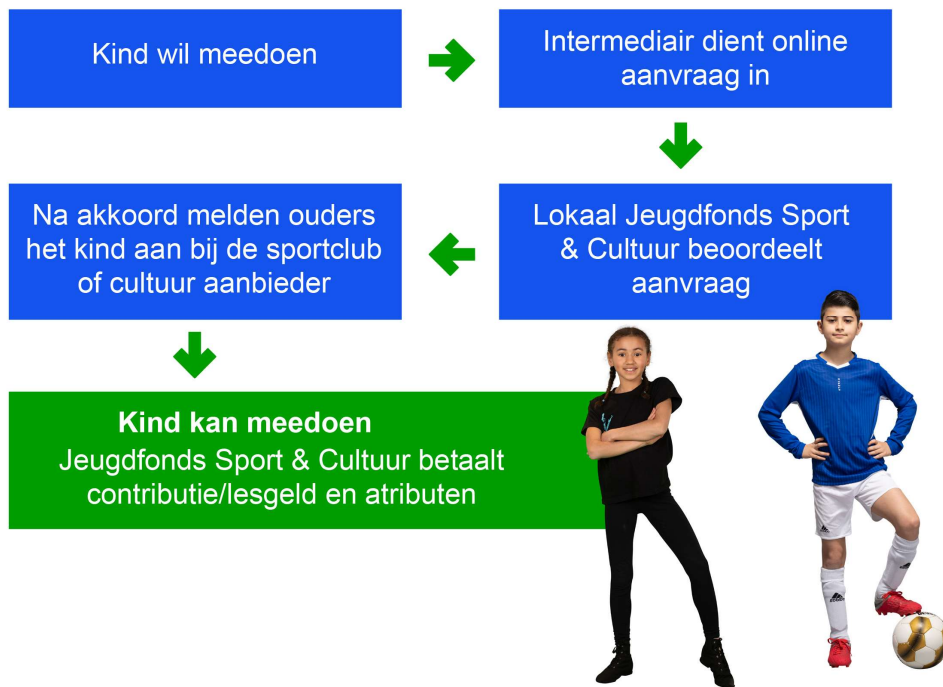 Kind wil meedoen
Intermediair dient online
aanvraag in
Lokaal Jeugdfonds Sport
& Cultuur beoordeelt
aanvraag
Na akkoord melden ouders
het kind aan bij de sportclub
of cultuur aanbieder
Kind kan meedoen
Jeugdfonds Sport & Cultuur betaalt
contributie/lesgeld en atributen